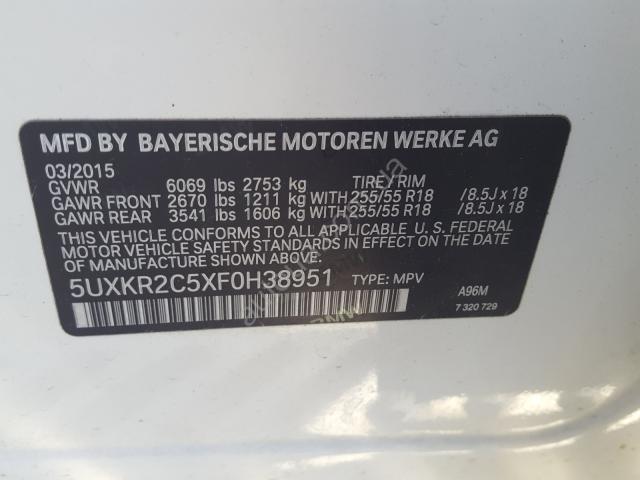 MFD BY BAYERISCHE MOTOREN WERKE AG
03/2015
GVWR 6069 lbs 2753 kg TIRE/RIM
GAWR FRONT 2670 lbs 1211 kg WITH 255/55 R18 /8.5J x 18
GAWR REAR 3541 lbs 1606 kg WITH 255/55 R18 /8.5J x 18
THIS VEHICLE CONFORMS TO ALL APPLICABLE U. S. FEDERAL
MOTOR VEHICLE SAFETY STANDARDS IN EFFECT ON THE DATE OF
MANUFACTURE SHOWN ABOVE:
5UXKR2C5XF0H38951 TYPE: MPV
A96M
7 320 729
BMW